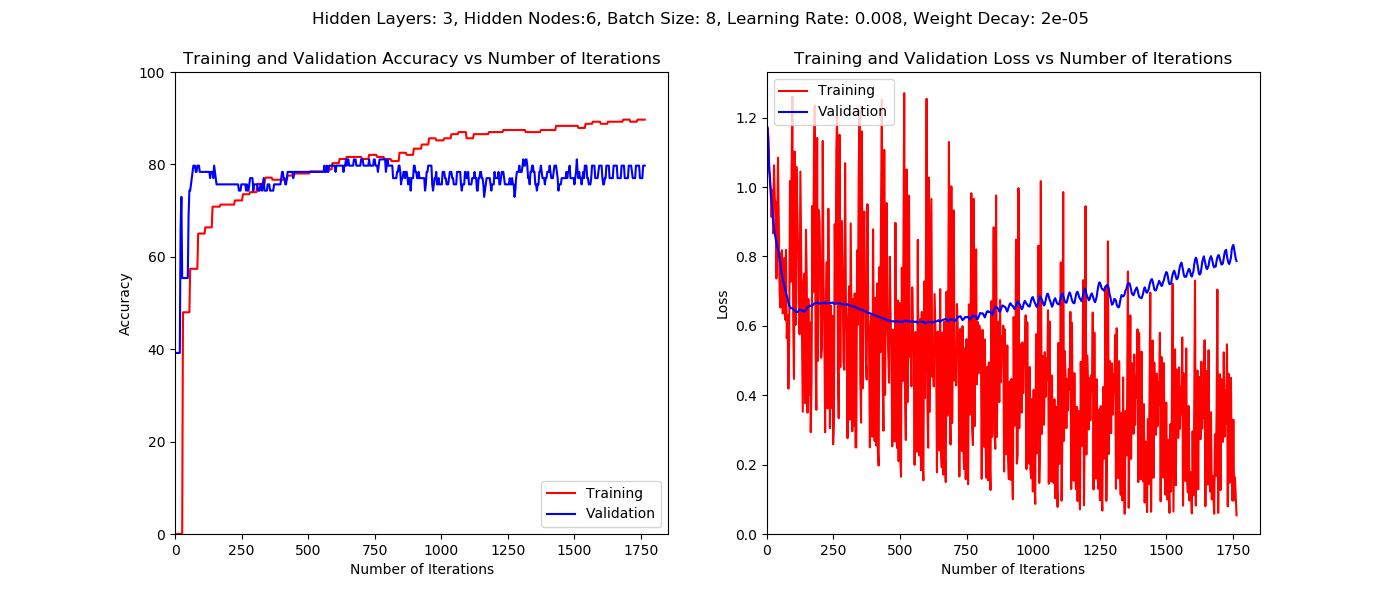 Hidden Layers: 3, Hidden Nodes:6, Batch Size: 8, Learning Rate: 0.008, Weight Decay: 2e-05
Training and Validation Accuracy vs Number of Iterations
100
80
60
40
20
0
Accuracy
0 250 500 750 1000 1250 1500 1750
Number of Iterations
Training
Validation
Training and Validation Loss vs Number of Iterations
Training
Validation
1.2
1.0
0.8
0.6
0.4
0.2
0.0
Loss
0 250 500 750 1000 1250 1500 1750
Number of Iterations